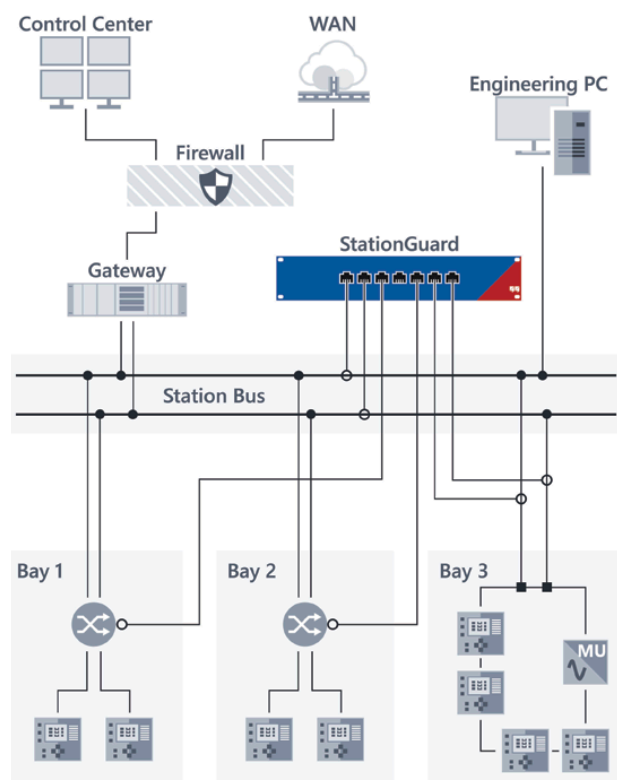 Control Center
WAN
Engineering PC
Firewall
StationGuard
Gateway
Station Bus
Bay 1
Bay 2
Bay 3
MU